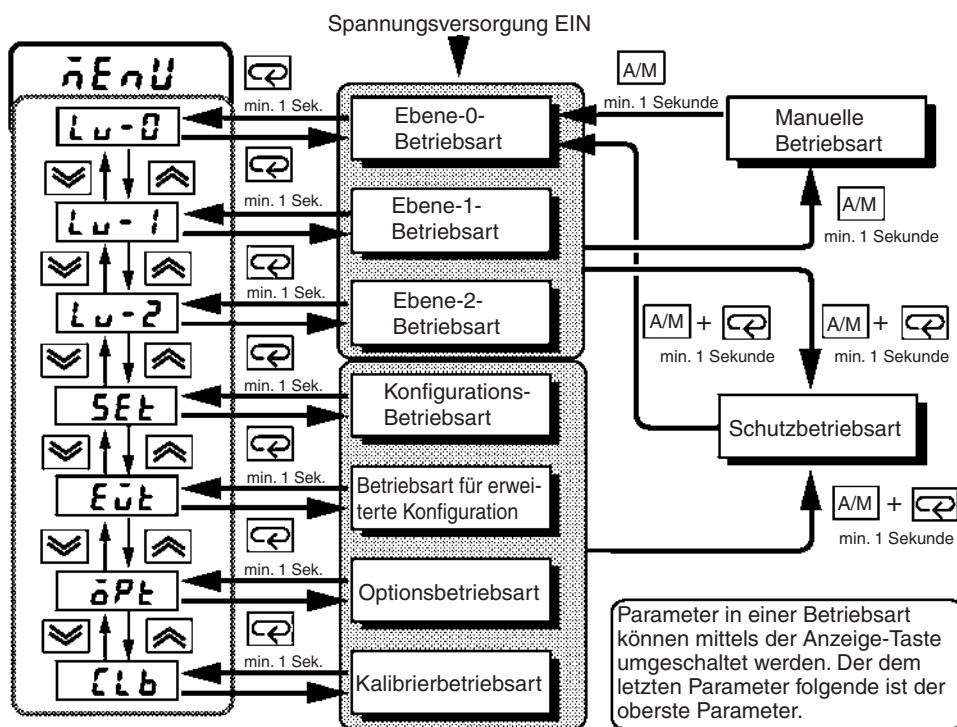 Spannungsversorgung EIN
mEnU
A/M
min. 1 Sekunde
min. 1 Sek.
Lu-0
Ebene-0-
Betriebsart
Manuelle
Betriebsart
min. 1 Sek.
A/M
min. 1 Sekunde
Lu-1
Ebene-1-
Betriebsart
min. 1 Sek.
Lu-2
Ebene-2-
Betriebsart
A/M +
min. 1 Sekunde
A/M +
min. 1 Sekunde
min. 1 Sek.
SEt
Konfigurations-
Betriebsart
Schutzbetriebsart
min. 1 Sek.
EUt
Betriebsart für erwei-
terte Konfiguration
A/M +
min. 1 Sekunde
min. 1 Sek.
oPt
Optionsbetriebsart
min. 1 Sek.
CLb
Kalibrierbetriebsart
Parameter in einer Betriebsart
können mittels der Anzeige-Taste
umgeschaltet werden. Der dem
letzten Parameter folgende ist der
oberste Parameter.